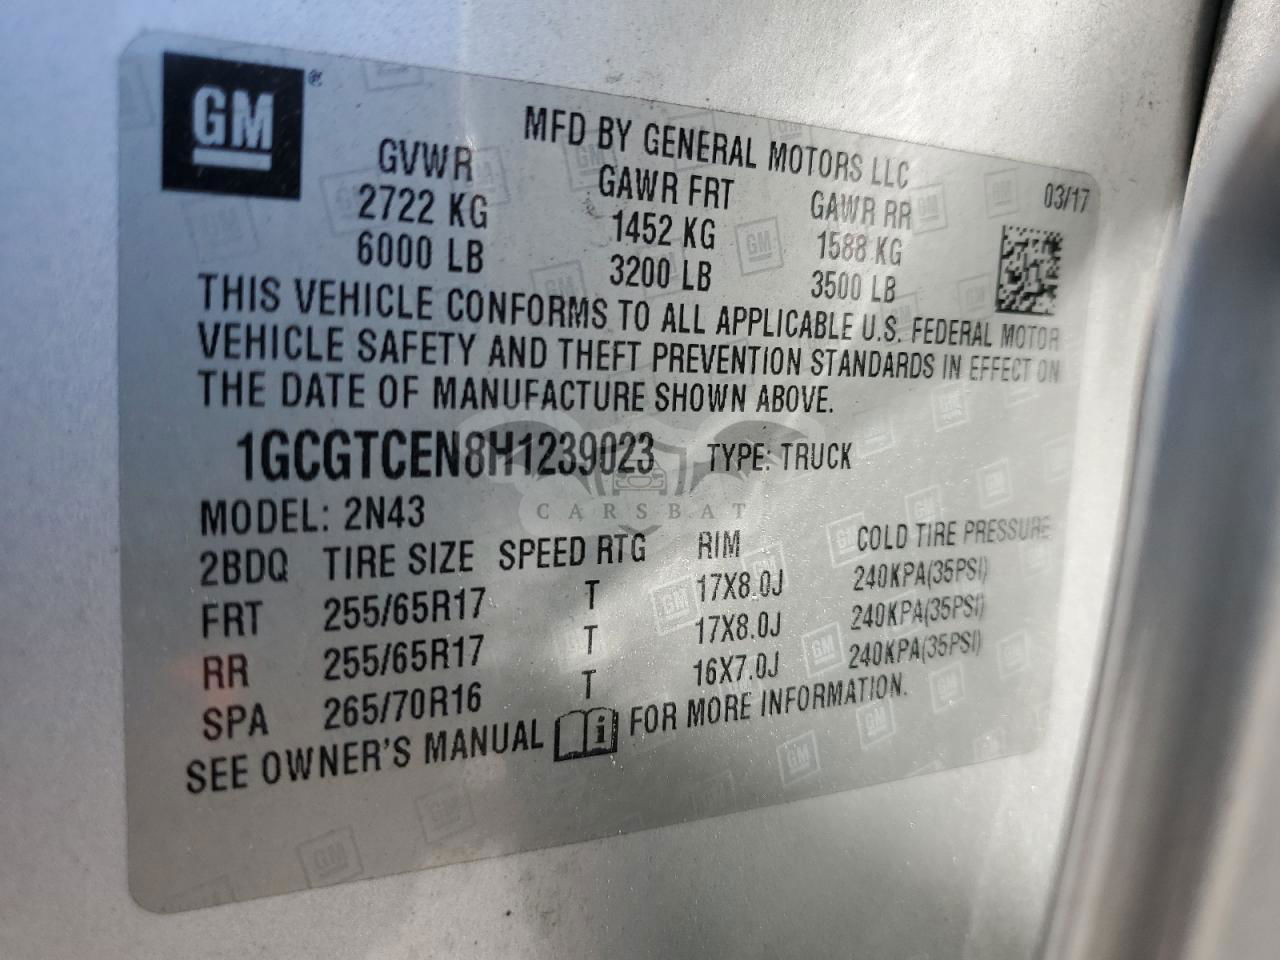 GM ®
MFD BY GENERAL MOTORS LLC
03/17
GVWR GAWR FRT GAWR RR
2722 KG 1452 KG 1588 KG
6000 LB 3200 LB 3500 LB
THIS VEHICLE CONFORMS TO ALL APPLICABLE U.S. FEDERAL MOTOR
VEHICLE SAFETY AND THEFT PREVENTION STANDARDS IN EFFECT ON
THE DATE OF MANUFACTURE SHOWN ABOVE.
1GCGTCEN8H1239023 TYPE: TRUCK
CARSBAT
MODEL: 2N43
2BDQ TIRE SIZE SPEED RTG RIM COLD TIRE PRESSURE
FRT 255/65R17 T 17X8.0J 240KPA(35PSI)
RR 255/65R17 T 17X8.0J 240KPA(35PSI)
SPA 265/70R16 T 16X7.0J 240KPA(35PSI)
SEE OWNER'S MANUAL i FOR MORE INFORMATION.